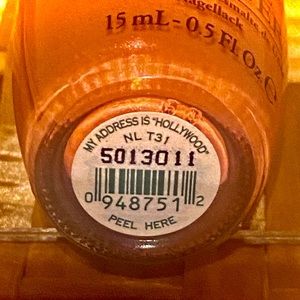 15 mL - 0.5 Fl Oz ℮
MY ADDRESS IS "HOLLYWOOD"
NL T31
5013011
0 948751 2
PEEL HERE